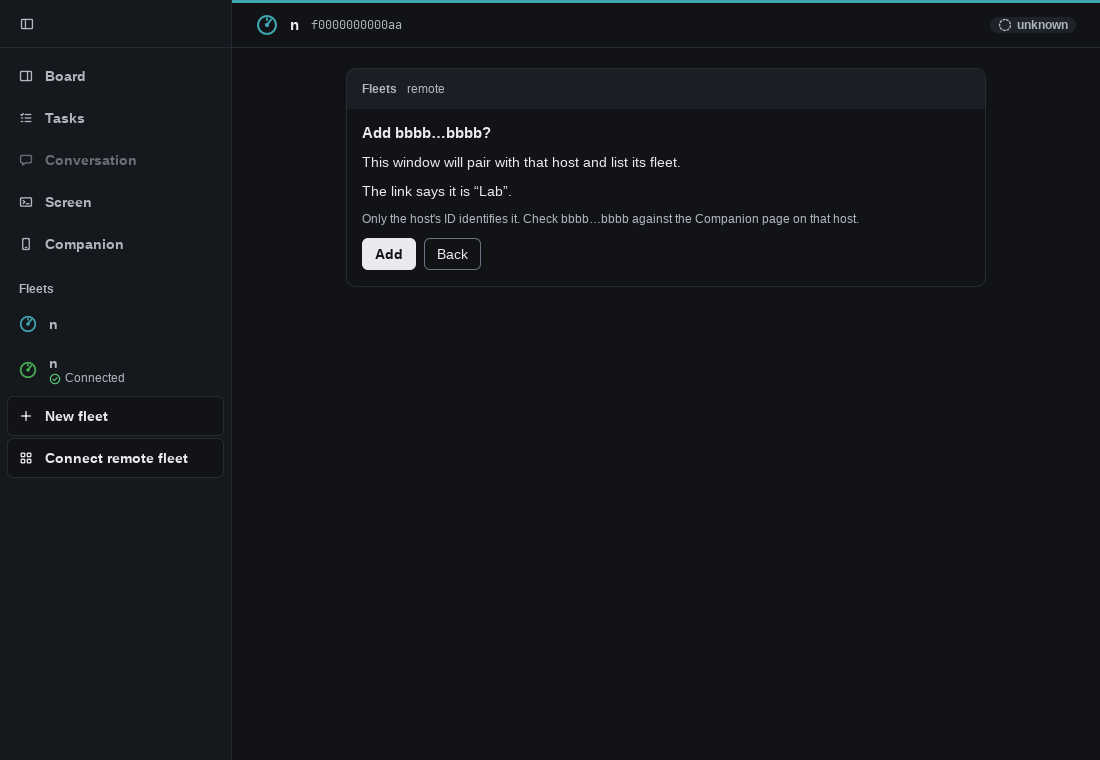 n f0000000000aa
unknown
Board
Tasks
Conversation
Screen
Companion
Fleets
n
n
Connected
New fleet
Connect remote fleet
Fleets remote
Add bbbb…bbbb?
This window will pair with that host and list its fleet.
The link says it is “Lab”.
Only the host's ID identifies it. Check bbbb…bbbb against the Companion page on that host.
Add Back